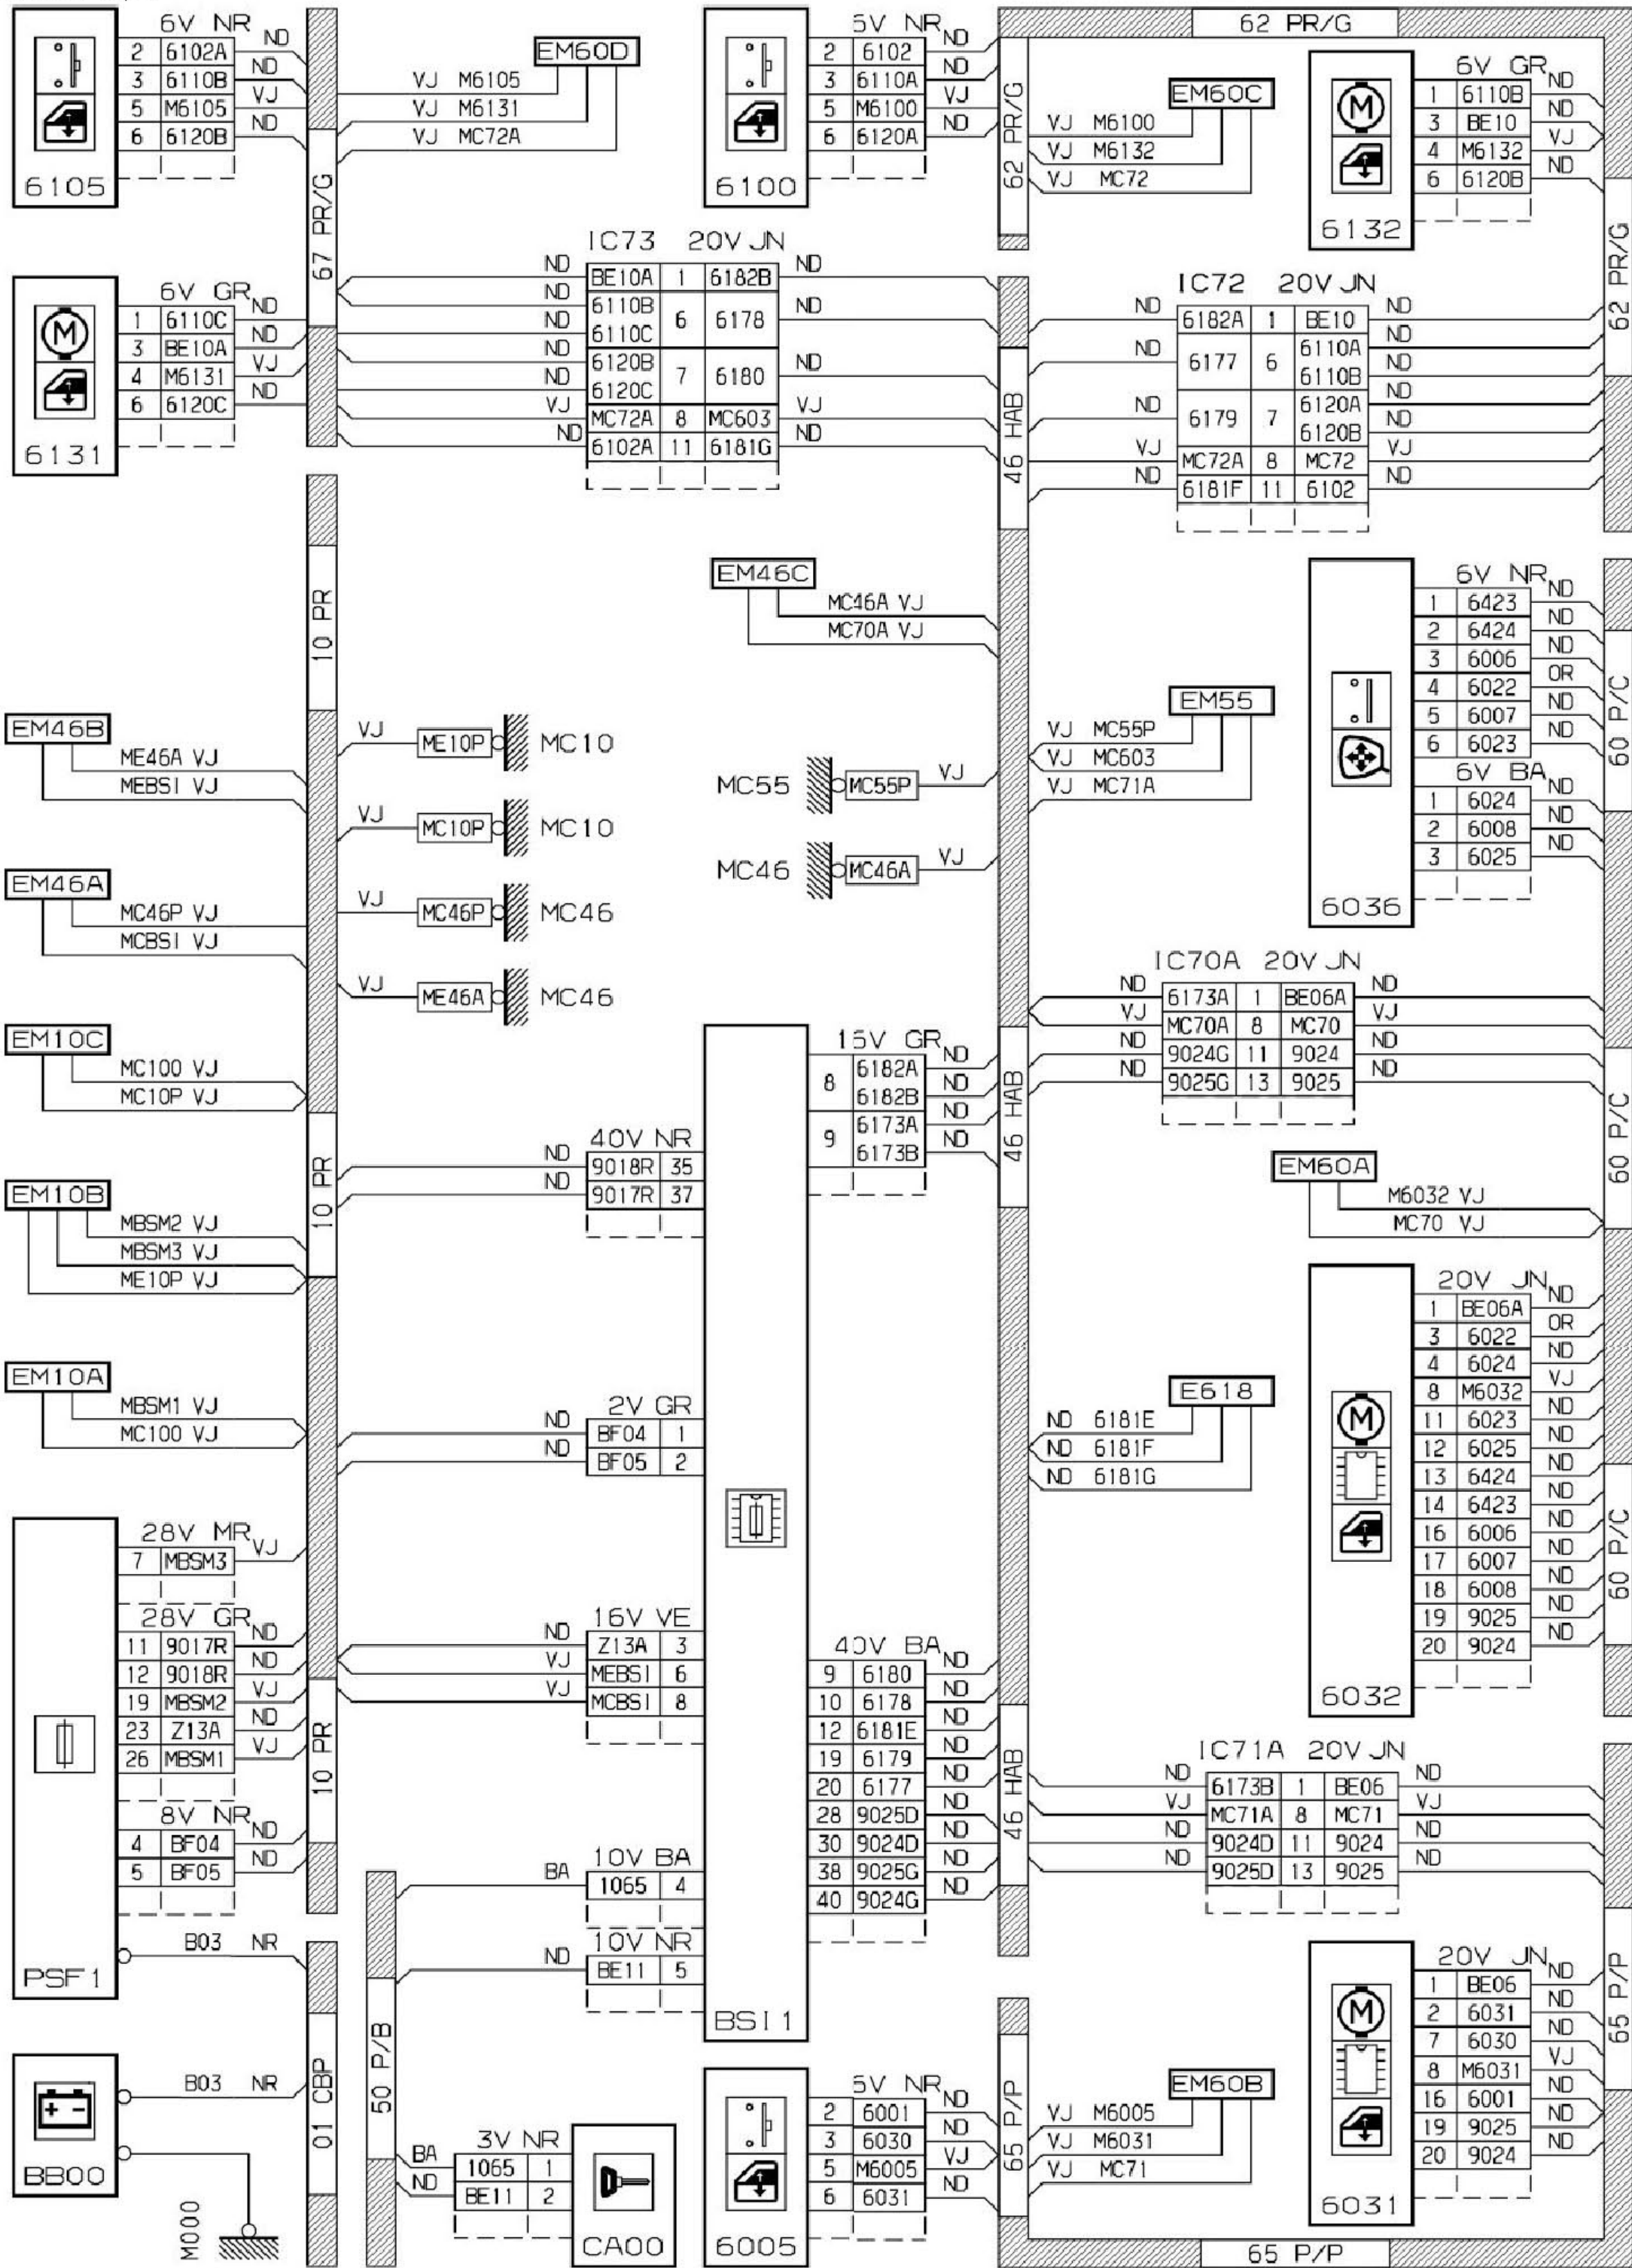 6V NR
2 6102A ND
3 6110B ND
5 M6105 VJ
6 6120B ND
6105
67 PR/G
EM60D
VJ M6105
VJ M6131
VJ MC72A
5V NR
2 6102 ND
3 6110A ND
5 M6100 VJ
6 6120A ND
6100
62 PR/G
62 PR/G
EM60C
VJ M6100
VJ M6132
VJ MC72
6V GR
1 6110B ND
3 BE10 ND
4 M6132 VJ
6 6120B ND
6132
62 PR/G
6V GR
1 6110C ND
3 BE10A ND
4 M6131 VJ
6 6120C ND
6131
IC73 20V JN
ND BE10A 1 6182B ND
ND 6110B
6 6178 ND
ND 6110C
ND 6120B
7 6180 ND
ND 6120C
VJ MC72A 8 MC603 VJ
ND 6102A 11 6181G ND
46 HAB
IC72 20V JN
6182A 1 BE10 ND
ND 6177 6 6110A ND
6110B ND
ND 6179 7 6120A ND
6120B ND
VJ MC72A 8 MC72 VJ
ND 6181F 11 6102 ND
10 PR
EM46C
MC46A VJ
MC70A VJ
6V NR
1 6423 ND
2 6424 ND
3 6006 ND
4 6022 OR
5 6007 ND
6 6023 ND
6V BA
1 6024 ND
2 6008 ND
3 6025 ND
6036
60 P/C
EM46B
ME46A VJ
MEBSI VJ
VJ ME10P MC10
VJ MC10P MC10
MC55 MC55P VJ
MC46 MC46A VJ
EM55
VJ MC55P
VJ MC603
VJ MC71A
EM46A
MC46P VJ
MCBSI VJ
VJ MC46P MC46
VJ ME46A MC46
EM10C
MC100 VJ
MC10P VJ
10 PR
IC70A 20V JN
ND 6173A 1 BE06A ND
VJ MC70A 8 MC70 VJ
ND 9024G 11 9024 ND
ND 9025G 13 9025 ND
15V GR
8 6182A ND
6182B ND
9 6173A ND
6173B ND
46 HAB
40V NR
ND 9018R 35
ND 9017R 37
EM60A
M6032 VJ
MC70 VJ
60 P/C
EM10B
MBSM2 VJ
MBSM3 VJ
ME10P VJ
EM10A
MBSM1 VJ
MC100 VJ
2V GR
ND BF04 1
ND BF05 2
E618
ND 6181E
ND 6181F
ND 6181G
20V JN
1 BE06A ND
3 6022 OR
4 6024 ND
8 M6032 VJ
11 6023 ND
12 6025 ND
13 6424 ND
14 6423 ND
16 6006 ND
17 6007 ND
18 6008 ND
19 9025 ND
20 9024 ND
6032
60 P/C
28V MR
7 MBSM3 VJ
28V GR
11 9017R ND
12 9018R ND
19 MBSM2 VJ
23 Z13A ND
26 MBSM1 VJ
8V NR
4 BF04 ND
5 BF05 ND
B03 NR
PSF1
10 PR
16V VE
ND Z13A 3
VJ MEBSI 6
VJ MCBSI 8
40V BA
9 6180 ND
10 6178 ND
12 6181E ND
19 6179 ND
20 6177 ND
28 9025D ND
30 9024D ND
38 9025G ND
40 9024G ND
46 HAB
IC71A 20V JN
ND 6173B 1 BE06 ND
VJ MC71A 8 MC71 VJ
ND 9024D 11 9024 ND
ND 9025D 13 9025 ND
10V BA
BA 1065 4
10V NR
ND BE11 5
BSI1
B03 NR
BB00
M000
01 CBP
50 P/B
3V NR
BA 1065 1
ND BE11 2
CA00
5V NR
2 6001 ND
3 6030 ND
5 M6005 VJ
6 6031 ND
6005
65 P/P
EM60B
VJ M6005
VJ M6031
VJ MC71
20V JN
1 BE06 ND
2 6031 ND
7 6030 ND
8 M6031 VJ
16 6001 ND
19 9025 ND
20 9024 ND
6031
65 P/P
65 P/P